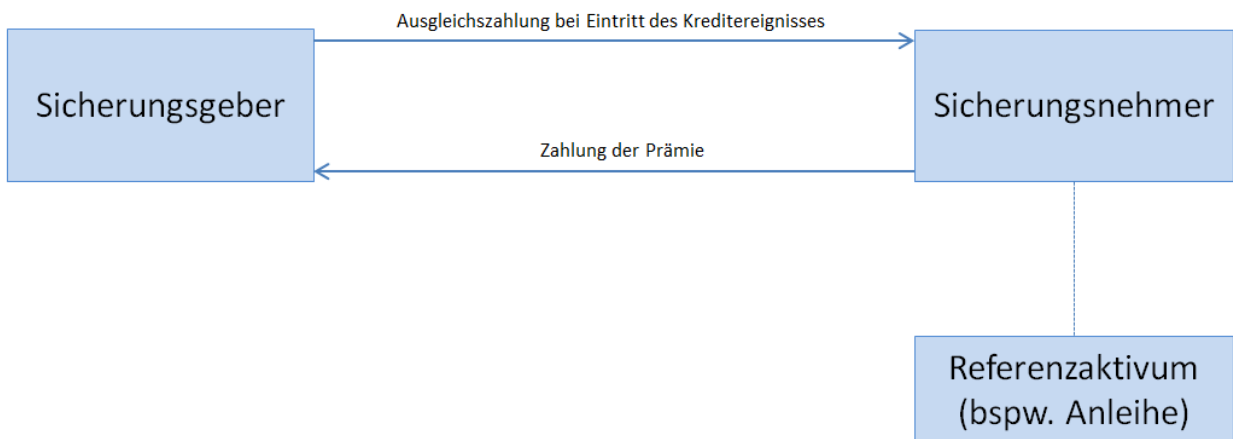 Ausgleichszahlung bei Eintritt des Kreditereignisses
Sicherungsgeber
Sicherungsnehmer
Zahlung der Prämie
Referenzaktivum
(bspw. Anleihe)